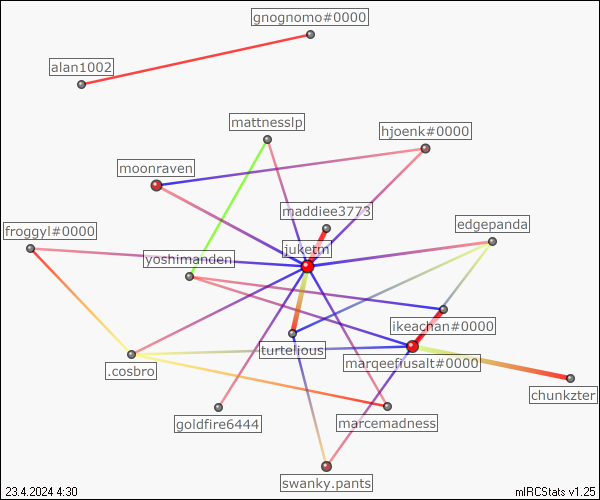 gnognomo#0000
alan1002
mattnesslp
hjoenk#0000
moonraven
maddiee3773
edgepanda
froggyl#0000
juketm
yoshimanden
ikeachan#0000
turtelious
marqeefiusalt#0000
.cosbro
chunkzter
goldfire6444
marcemadness
swanky.pants
23.4.2024 4:30
mIRCStats v1.25